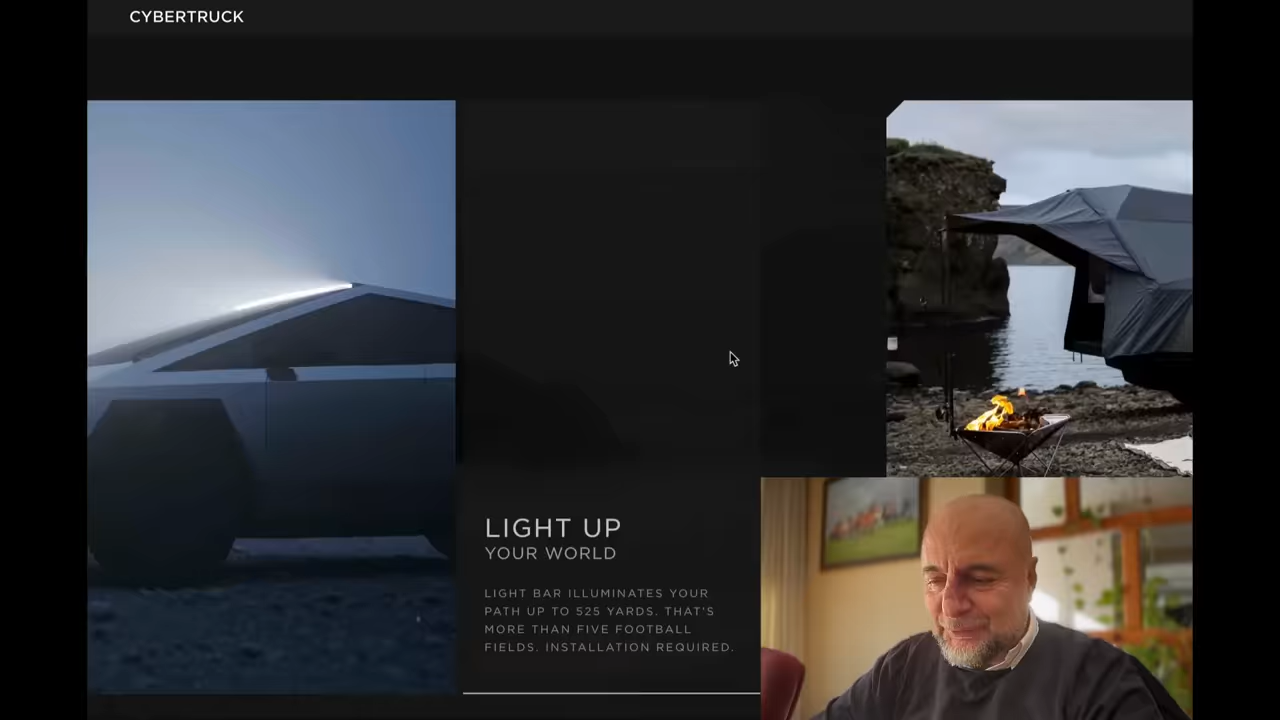 CYBERTRUCK
LIGHT UP
YOUR WORLD
LIGHT BAR ILLUMINATES YOUR
PATH UP TO 525 YARDS. THAT'S
MORE THAN FIVE FOOTBALL
FIELDS. INSTALLATION REQUIRED.